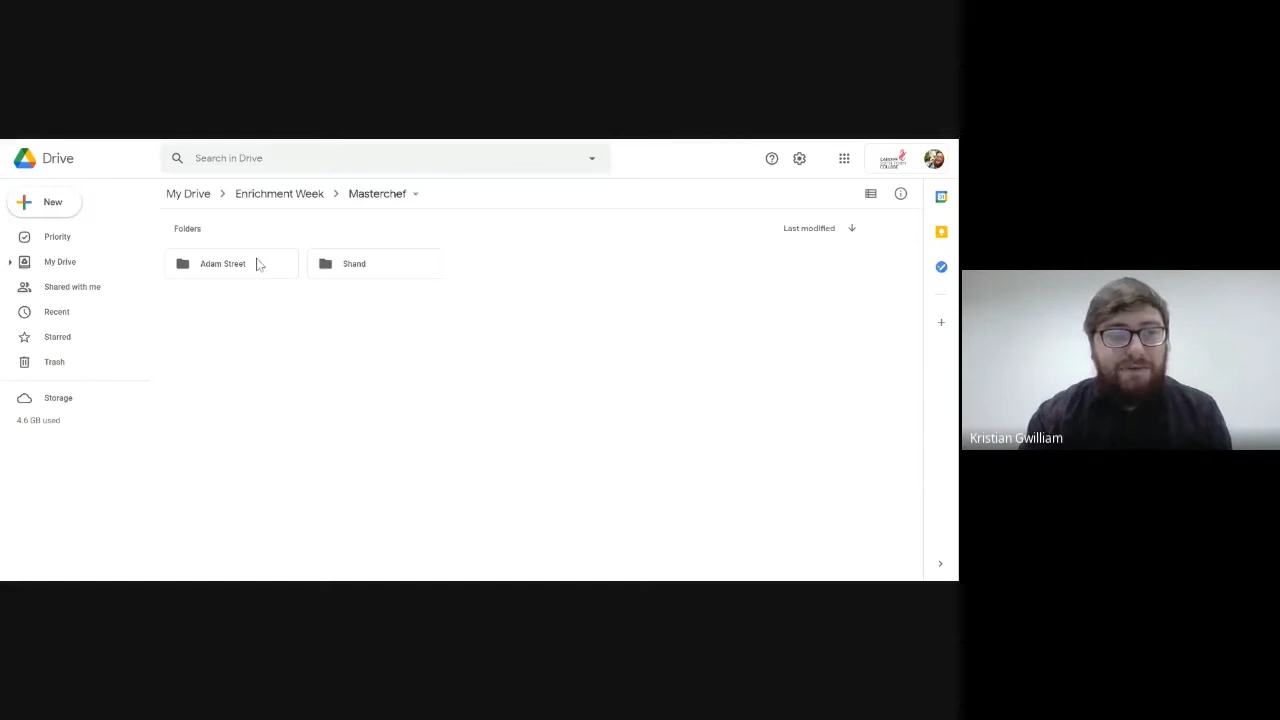 Drive
Search in Drive
New
My Drive
Enrichment Week
Masterchef
Priority
Folders
Last modified
My Drive
Adam Street
Shand
Shared with me
Recent
Starred
Trash
Storage
4.6 GB used
Kristian Gwilliam